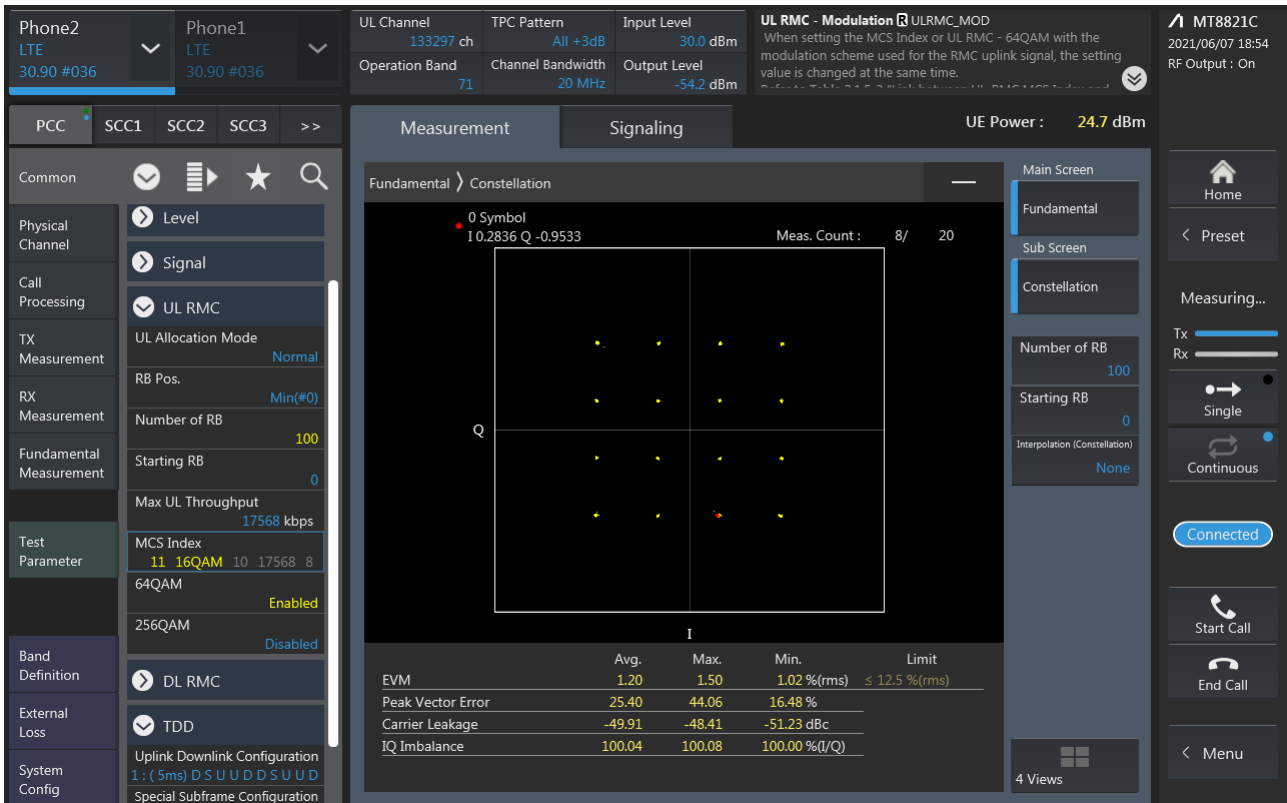 Phone2
LTE
30.90 #036
Phone1
LTE
30.90 #036
UL Channel
133297 ch
TPC Pattern
All +3dB
Input Level
30.0 dBm
Operation Band
71
Channel Bandwidth
20 MHz
Output Level
-54.2 dBm
UL RMC - Modulation R ULRMC_MOD
When setting the MCS Index or UL RMC - 64QAM with the
modulation scheme used for the RMC uplink signal, the setting
value is changed at the same time.
MT8821C
2021/06/07 18:54
RF Output : On
PCC SCC1 SCC2 SCC3 >>
Measurement
Signaling
UE Power : 24.7 dBm
Common
Physical
Channel
Call
Processing
TX
Measurement
RX
Measurement
Fundamental
Measurement
Test
Parameter
Band
Definition
External
Loss
System
Config
Level
Signal
UL RMC
UL Allocation Mode
Normal
RB Pos.
Min(#0)
Number of RB
100
Starting RB
0
Max UL Throughput
17568 kbps
MCS Index
11 16QAM 10 17568 8
64QAM
Enabled
256QAM
Disabled
DL RMC
TDD
Uplink Downlink Configuration
1 : ( 5ms) D S U U D D S U U D
Special Subframe Configuration
Fundamental 〉 Constellation
0 Symbol
I 0.2836 Q -0.9533
Meas. Count : 8/ 20
Q
I
Avg. Max. Min. Limit
EVM 1.20 1.50 1.02 %(rms) ≤ 12.5 %(rms)
Peak Vector Error 25.40 44.06 16.48 %
Carrier Leakage -49.91 -48.41 -51.23 dBc
IQ Imbalance 100.04 100.08 100.00 %(I/Q)
Main Screen
Fundamental
Sub Screen
Constellation
Number of RB
100
Starting RB
0
Interpolation (Constellation)
None
4 Views
Home
< Preset
Measuring...
Tx
Rx
Single
Continuous
Connected
Start Call
End Call
< Menu